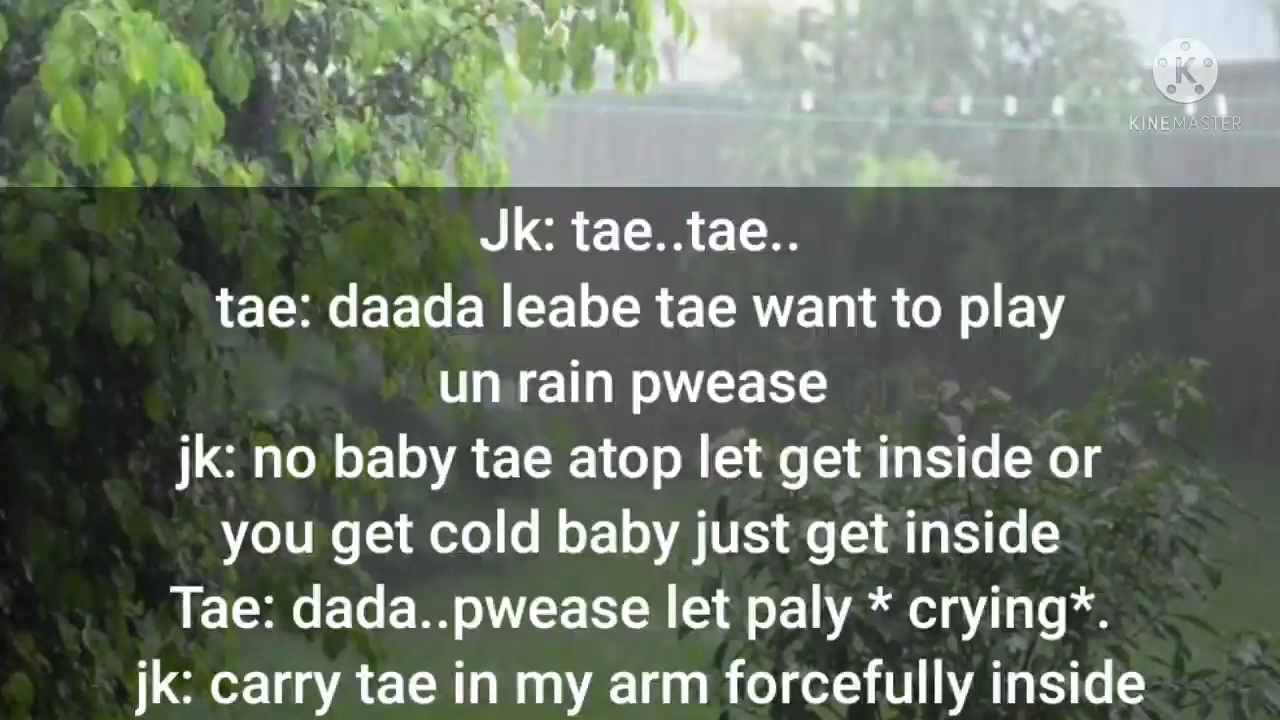 KINEMASTER
Jk: tae..tae..
tae: daada leabe tae want to play
un rain pwease
jk: no baby tae atop let get inside or
you get cold baby just get inside
Tae: dada..pwease let paly * crying*.
jk: carry tae in my arm forcefully inside